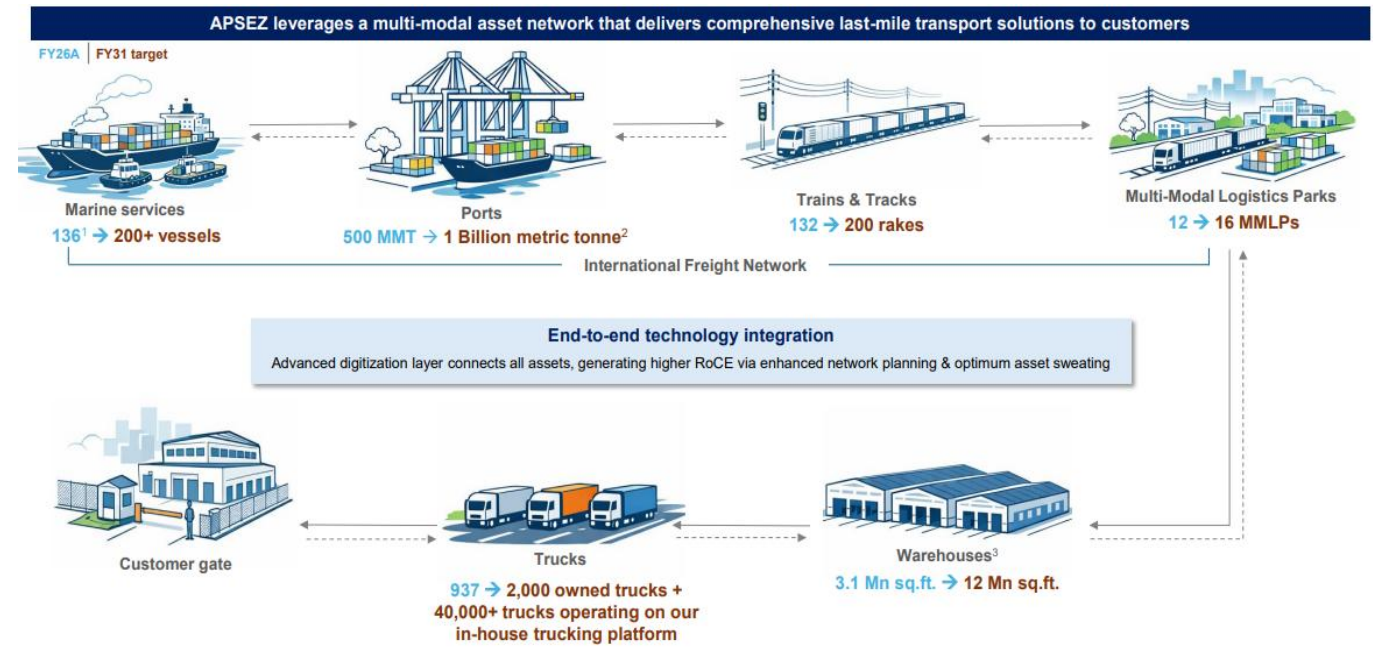 APSEZ leverages a multi-modal asset network that delivers comprehensive last-mile transport solutions to customers
FY26A | FY31 target
Marine services
136¹ → 200+ vessels
Ports
500 MMT → 1 Billion metric tonne²
Trains & Tracks
132 → 200 rakes
Multi-Modal Logistics Parks
12 → 16 MMLPs
International Freight Network
End-to-end technology integration
Advanced digitization layer connects all assets, generating higher RoCE via enhanced network planning & optimum asset sweating
Customer gate
Trucks
937 → 2,000 owned trucks +
40,000+ trucks operating on our
in-house trucking platform
Warehouses³
3.1 Mn sq.ft. → 12 Mn sq.ft.